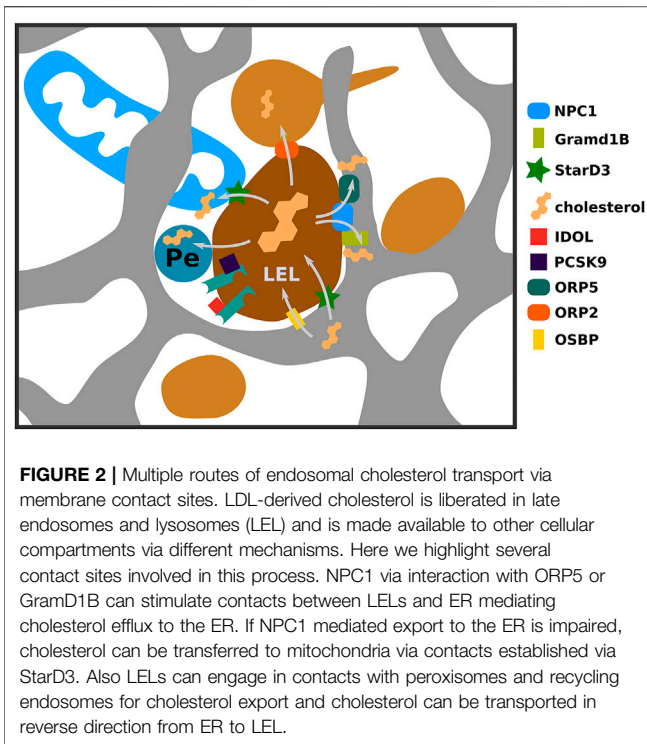 NPC1
Gramd1B
StarD3
cholesterol
IDOL
PCSK9
ORP5
ORP2
OSBP
Pe
LEL
FIGURE 2 | Multiple routes of endosomal cholesterol transport via
membrane contact sites. LDL-derived cholesterol is liberated in late
endosomes and lysosomes (LEL) and is made available to other cellular
compartments via different mechanisms. Here we highlight several
contact sites involved in this process. NPC1 via interaction with ORP5 or
GramD1B can stimulate contacts between LELs and ER mediating
cholesterol efflux to the ER. If NPC1 mediated export to the ER is impaired,
cholesterol can be transferred to mitochondria via contacts established via
StarD3. Also LELs can engage in contacts with peroxisomes and recycling
endosomes for cholesterol export and cholesterol can be transported in
reverse direction from ER to LEL.